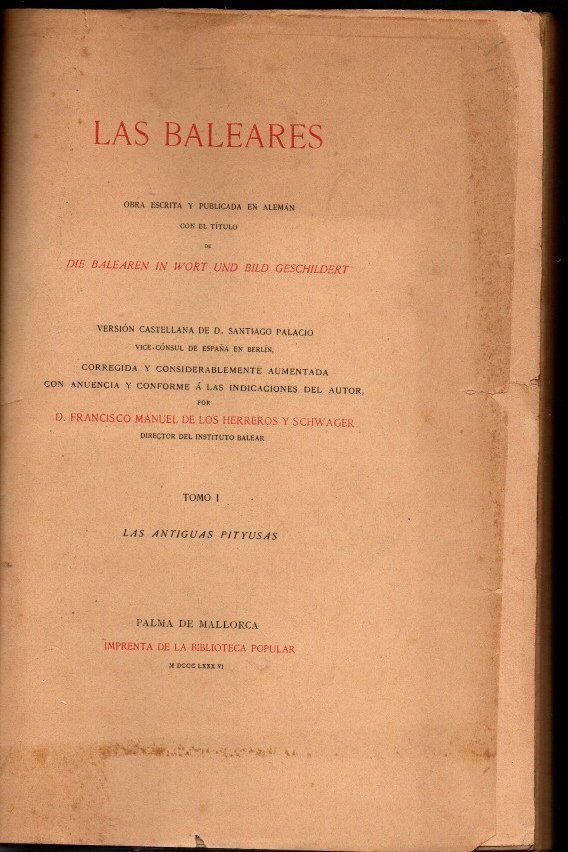 LAS BALEARES
OBRA ESCRITA Y PUBLICADA EN ALEMÁN
CON EL TÍTULO
DE
DIE BALEAREN IN WORT UND BILD GESCHILDERT
VERSIÓN CASTELLANA DE D. SANTIAGO PALACIO
VICE-CÓNSUL DE ESPAÑA EN BERLÍN,
CORREGIDA Y CONSIDERABLEMENTE AUMENTADA
CON ANUENCIA Y CONFORME Á LAS INDICACIONES DEL AUTOR,
POR
D. FRANCISCO MANUEL DE LOS HERREROS Y SCHWAGER
DIRECTOR DEL INSTITUTO BALEAR
TOMO I
LAS ANTIGUAS PITYUSAS
PALMA DE MALLORCA
IMPRENTA DE LA BIBLIOTECA POPULAR
M DCCC LXXX VI